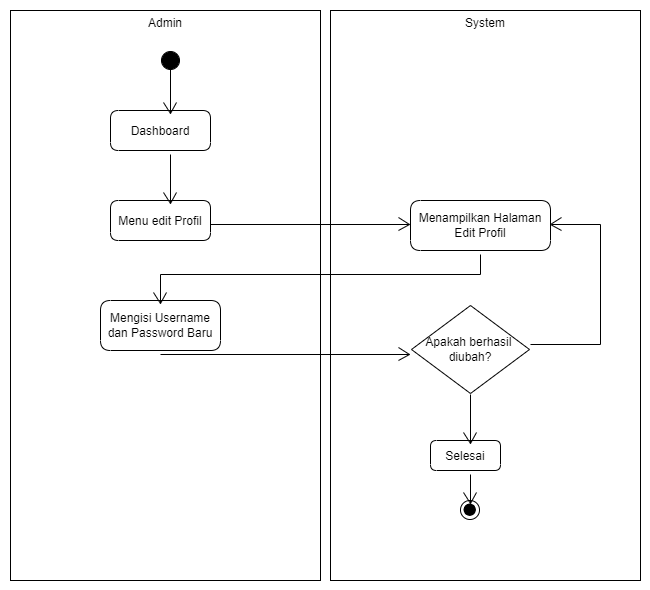 Admin
System
Dashboard
Menu edit Profil
Menampilkan Halaman
Edit Profil
Mengisi Username
dan Password Baru
Apakah berhasil
diubah?
Selesai